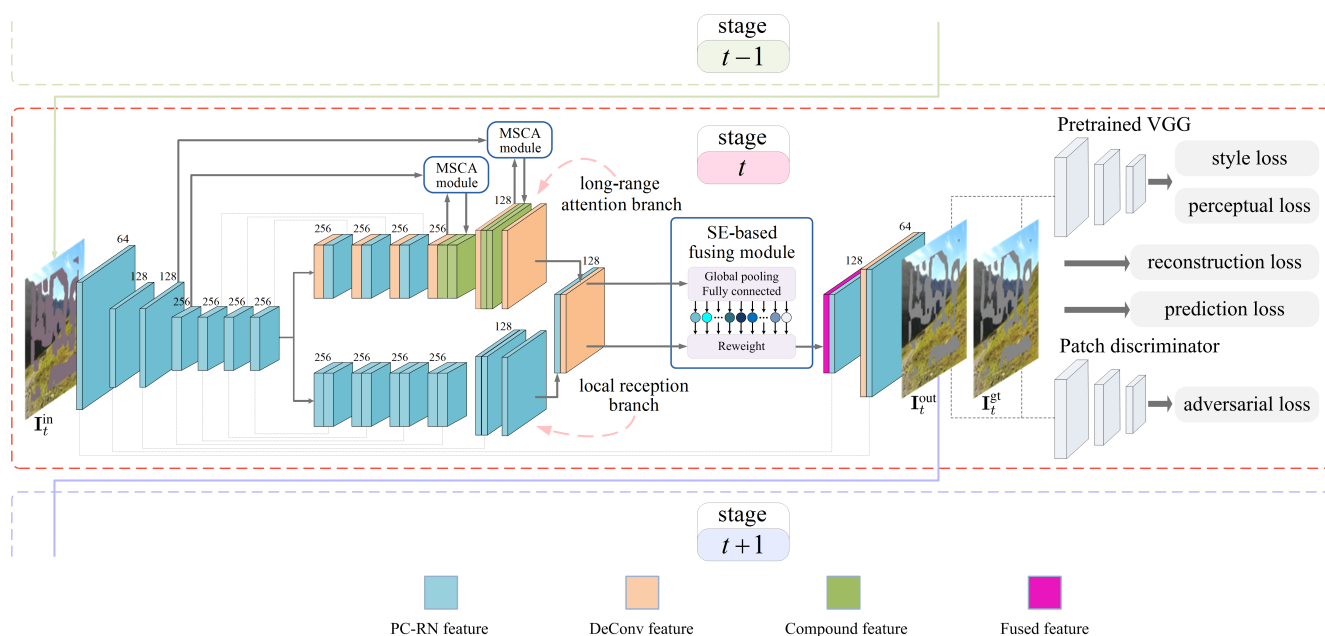 stage
t−1
stage
t
MSCA
module
MSCA
module
long-range
attention branch
Pretrained VGG
style loss
perceptual loss
reconstruction loss
prediction loss
Patch discriminator
adversarial loss
SE-based
fusing module
Global pooling
Fully connected
Reweight
64
128
128
256
256
256
256
256
256
256
256
128
128
256
256
256
256
128
128
64
local reception
branch
I_t^in
I_t^out
I_t^gt
stage
t+1
PC-RN feature
DeConv feature
Compound feature
Fused feature